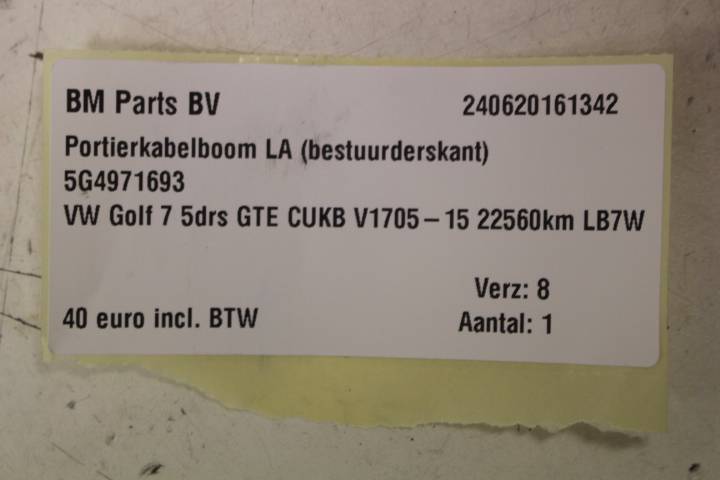 BM Parts BV 240620161342
Portierkabelboom LA (bestuurderskant)
5G4971693
VW Golf 7 5drs GTE CUKB V1705-15 22560km LB7W
Verz: 8
40 euro incl. BTW Aantal: 1